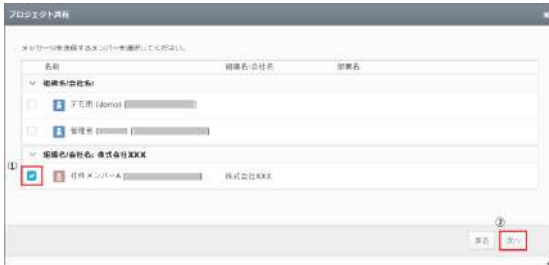 プロジェクト共有
メッセージを送信するメンバーを選択してください。
名前 組織名/会社名 部署名
組織名/会社名:
デモ用 (demo)
管理者
組織名/会社名: 株式会社XXX
①
社外メンバーA 株式会社XXX
②
戻る 次へ